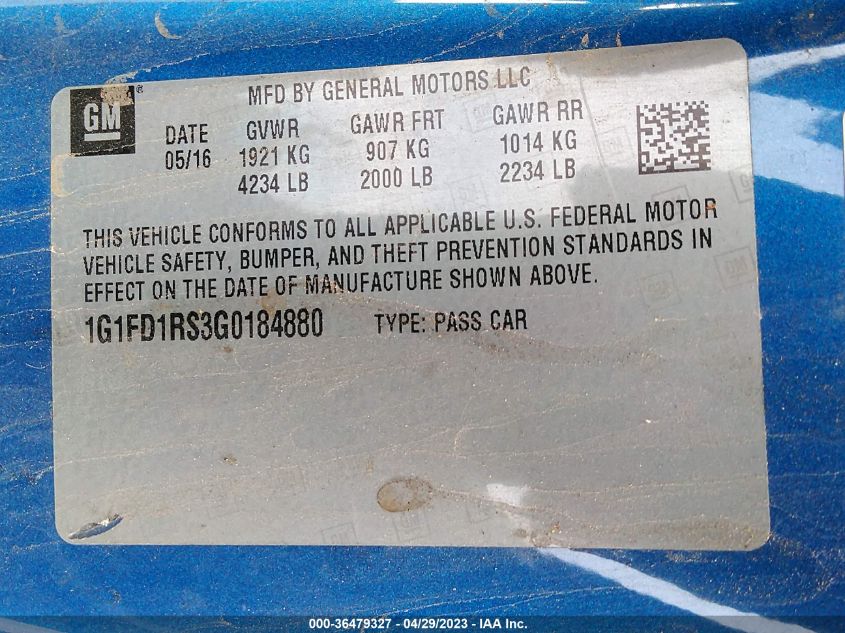 MFD BY GENERAL MOTORS LLC
GM ®
DATE GVWR GAWR FRT GAWR RR
05/16 1921 KG 907 KG 1014 KG
4234 LB 2000 LB 2234 LB
THIS VEHICLE CONFORMS TO ALL APPLICABLE U.S. FEDERAL MOTOR
VEHICLE SAFETY, BUMPER, AND THEFT PREVENTION STANDARDS IN
EFFECT ON THE DATE OF MANUFACTURE SHOWN ABOVE.
1G1FD1RS3G0184880 TYPE: PASS CAR
000-36479327 - 04/29/2023 - IAA Inc.